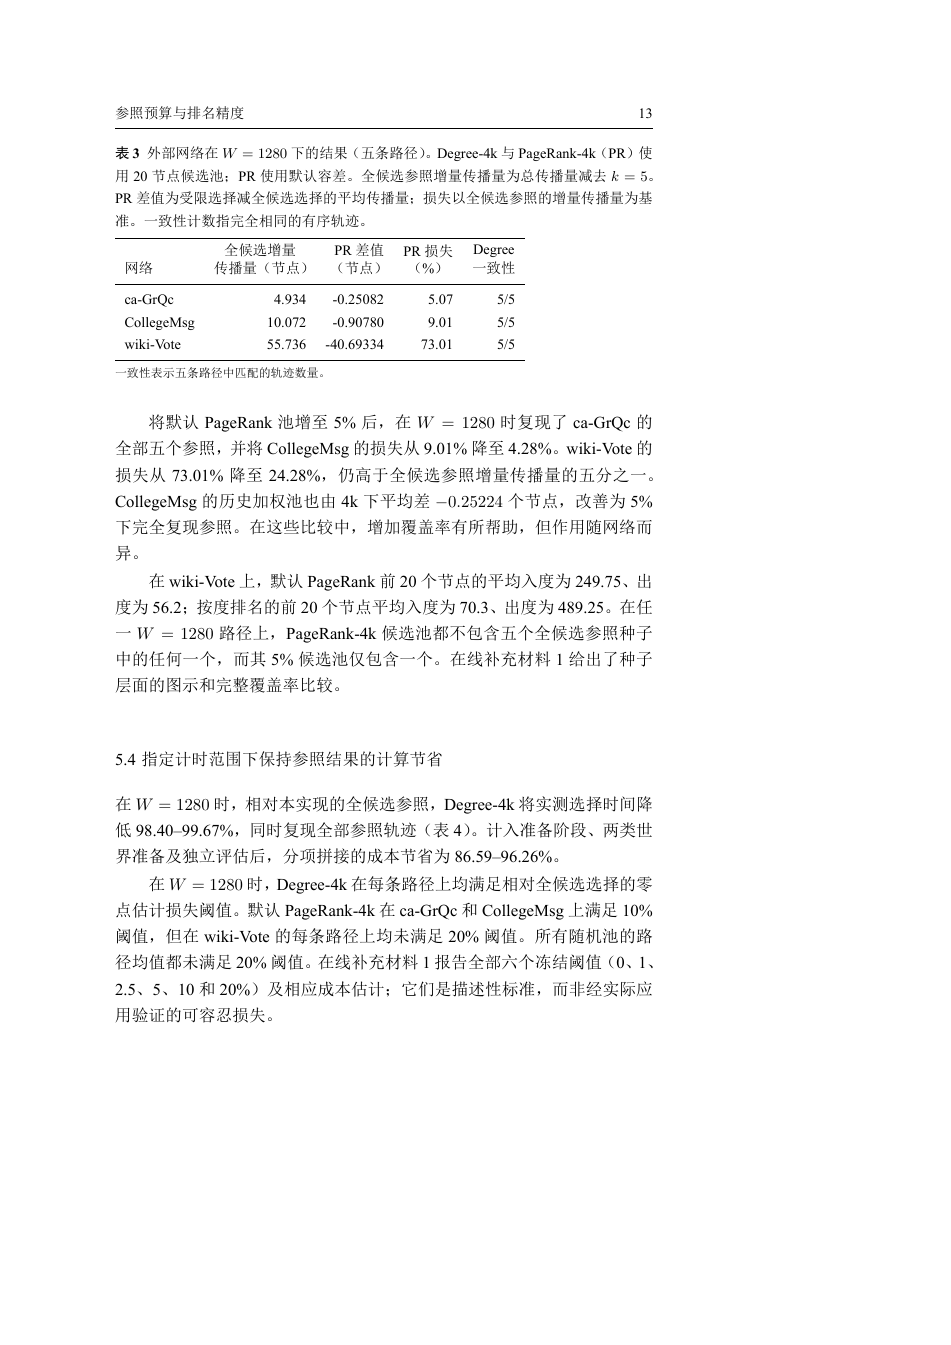 参照预算与排名精度 13
表 3 外部网络在 W = 1280 下的结果（五条路径）。Degree-4k 与 PageRank-4k（PR）使
用 20 节点候选池；PR 使用默认容差。全候选参照增量传播量为总传播量减去 k = 5。
PR 差值为受限选择减全候选选择的平均传播量；损失以全候选参照的增量传播量为基
准。一致性计数指完全相同的有序轨迹。
全候选增量 PR 差值 PR 损失 Degree
网络 传播量（节点） （节点） （%） 一致性
ca-GrQc 4.934 -0.25082 5.07 5/5
CollegeMsg 10.072 -0.90780 9.01 5/5
wiki-Vote 55.736 -40.69334 73.01 5/5
一致性表示五条路径中匹配的轨迹数量。
将默认 PageRank 池增至 5% 后，在 W = 1280 时复现了 ca-GrQc 的
全部五个参照，并将 CollegeMsg 的损失从 9.01% 降至 4.28%。wiki-Vote 的
损失从 73.01% 降至 24.28%，仍高于全候选参照增量传播量的五分之一。
CollegeMsg 的历史加权池也由 4k 下平均差 −0.25224 个节点，改善为 5%
下完全复现参照。在这些比较中，增加覆盖率有所帮助，但作用随网络而
异。
在 wiki-Vote 上，默认 PageRank 前 20 个节点的平均入度为 249.75、出
度为 56.2；按度排名的前 20 个节点平均入度为 70.3、出度为 489.25。在任
一 W = 1280 路径上，PageRank-4k 候选池都不包含五个全候选参照种子
中的任何一个，而其 5% 候选池仅包含一个。在线补充材料 1 给出了种子
层面的图示和完整覆盖率比较。
5.4 指定计时范围下保持参照结果的计算节省
在 W = 1280 时，相对本实现的全候选参照，Degree-4k 将实测选择时间降
低 98.40–99.67%，同时复现全部参照轨迹（表 4）。计入准备阶段、两类世
界准备及独立评估后，分项拼接的成本节省为 86.59–96.26%。
在 W = 1280 时，Degree-4k 在每条路径上均满足相对全候选选择的零
点估计损失阈值。默认 PageRank-4k 在 ca-GrQc 和 CollegeMsg 上满足 10%
阈值，但在 wiki-Vote 的每条路径上均未满足 20% 阈值。所有随机池的路
径均值都未满足 20% 阈值。在线补充材料 1 报告全部六个冻结阈值（0、1、
2.5、5、10 和 20%）及相应成本估计；它们是描述性标准，而非经实际应
用验证的可容忍损失。